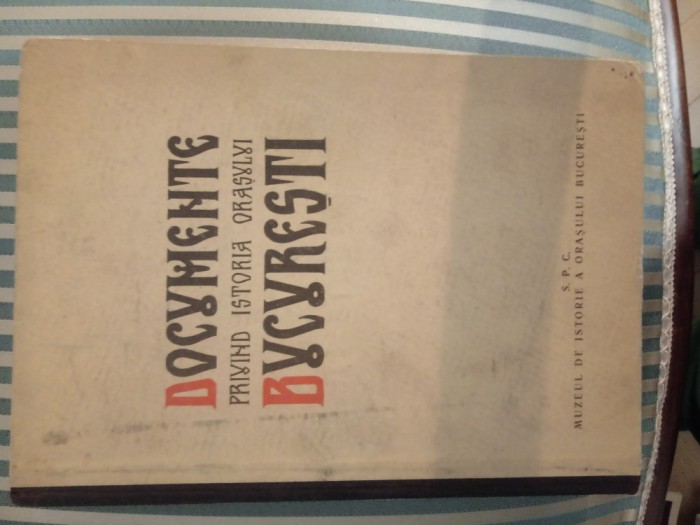 DOCUMENTE
PRIVIND ISTORIA ORAȘULUI
BUCUREȘTI
S. P. C.
MUZEUL DE ISTORIE A ORAȘULUI BUCUREȘTI